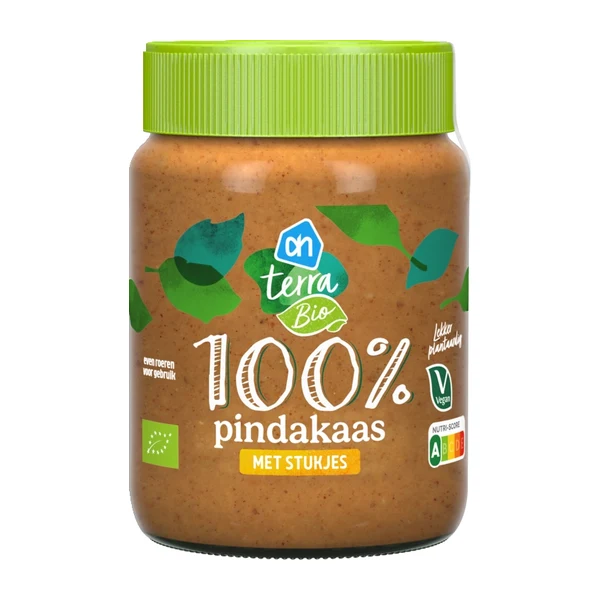 ah
terra
Bio
100%
pindakaas
MET STUKJES
even roeren
voor gebruik
Lekker
plantaardig
V
Vegan
NUTRI-SCORE
A B C D E